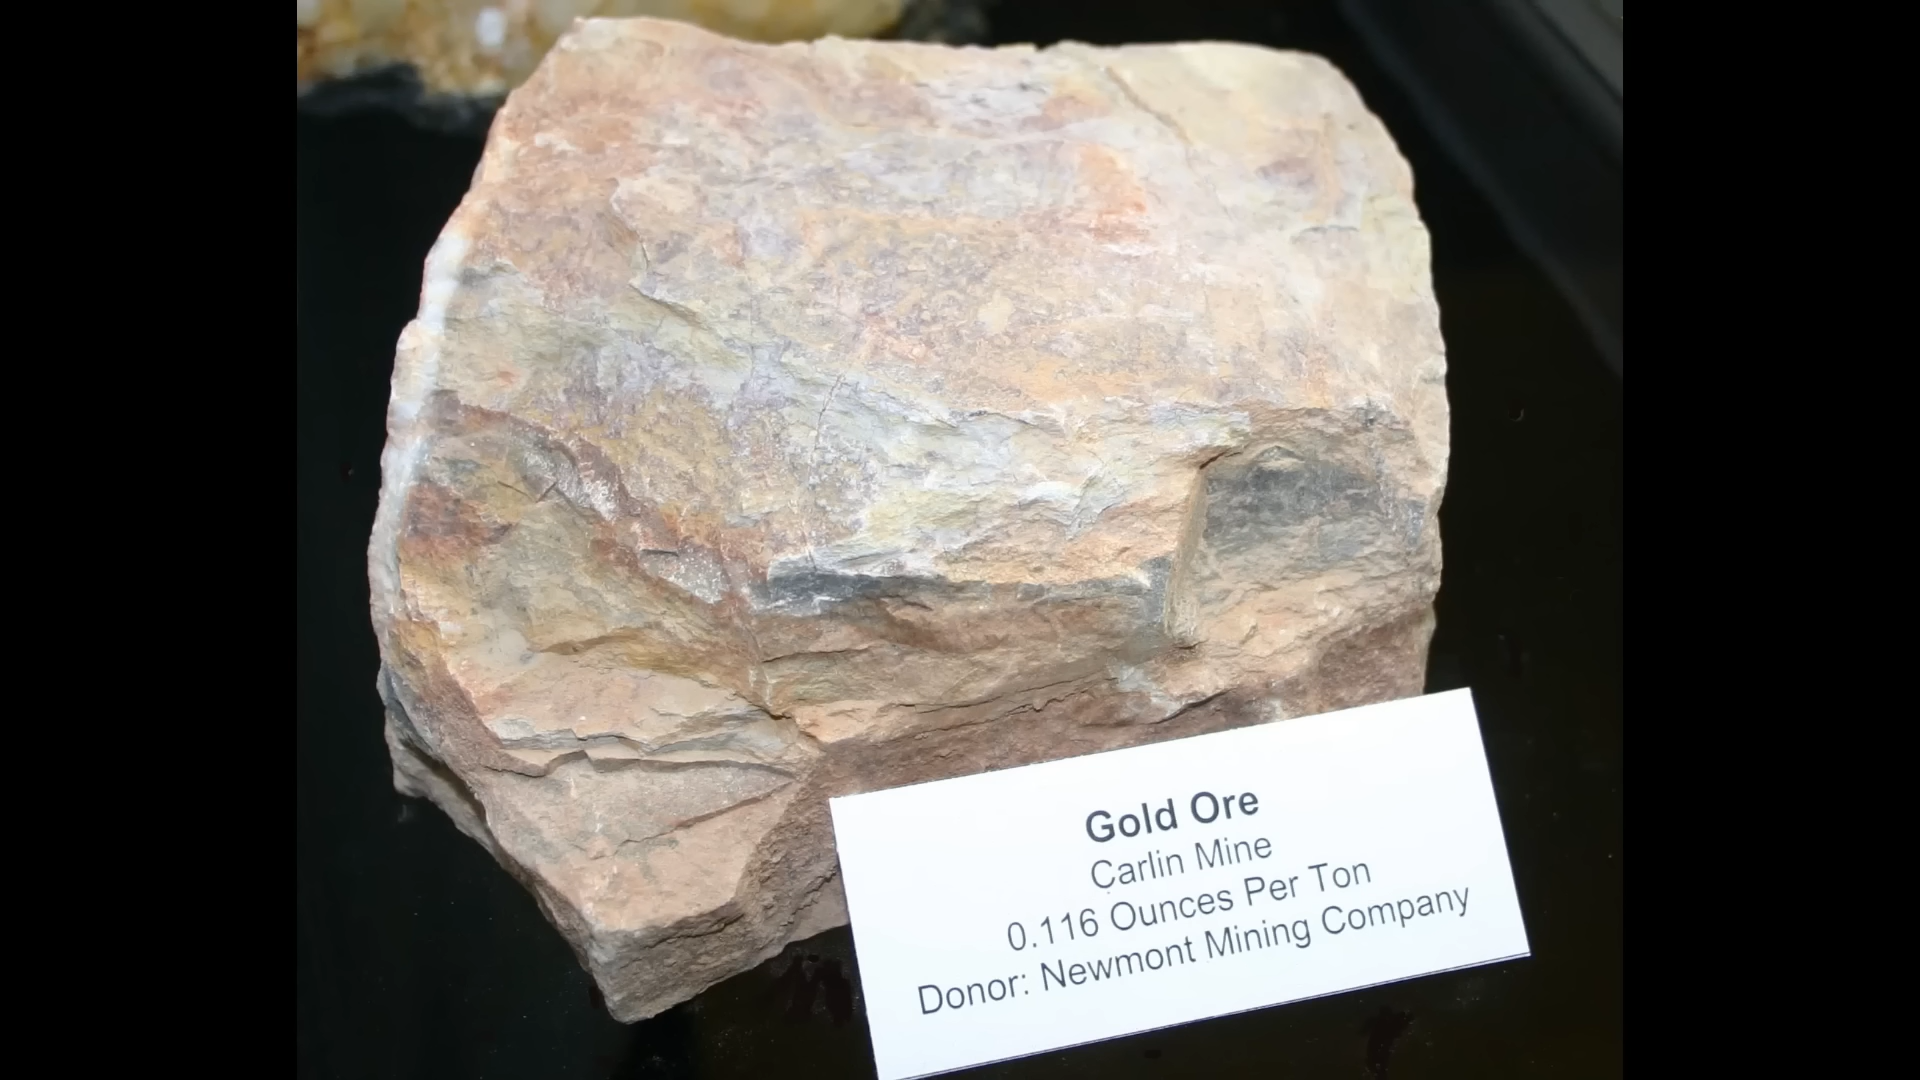 Gold Ore
Carlin Mine
0.116 Ounces Per Ton
Donor: Newmont Mining Company